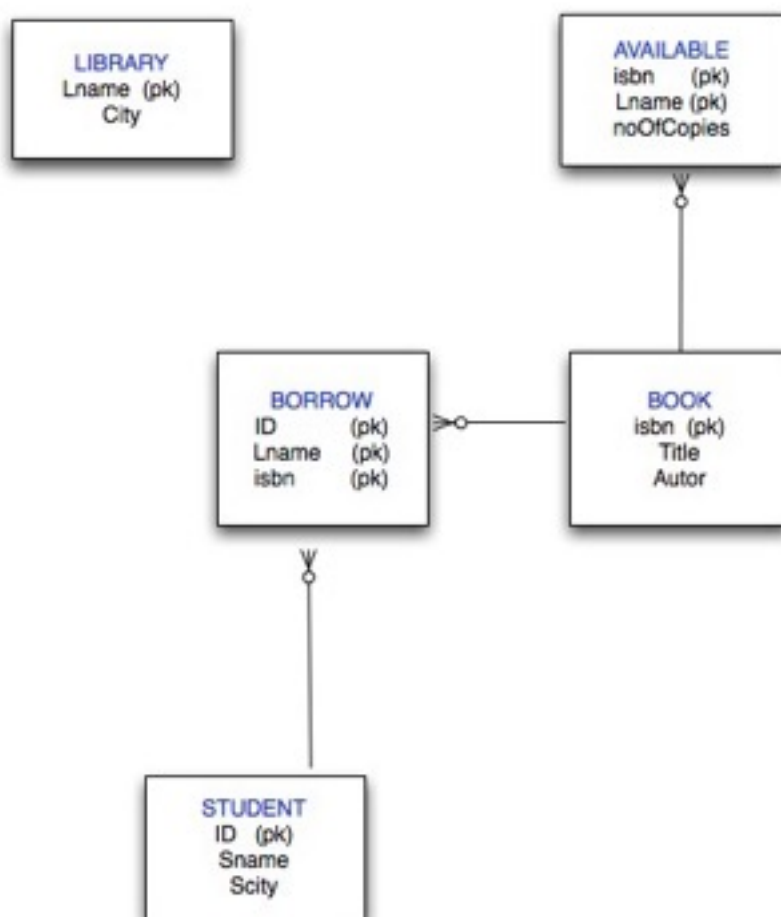 LIBRARY
Lname (pk)
City
AVAILABLE
isbn (pk)
Lname (pk)
noOfCopies
BORROW
ID (pk)
Lname (pk)
isbn (pk)
BOOK
isbn (pk)
Title
Autor
STUDENT
ID (pk)
Sname
Scity